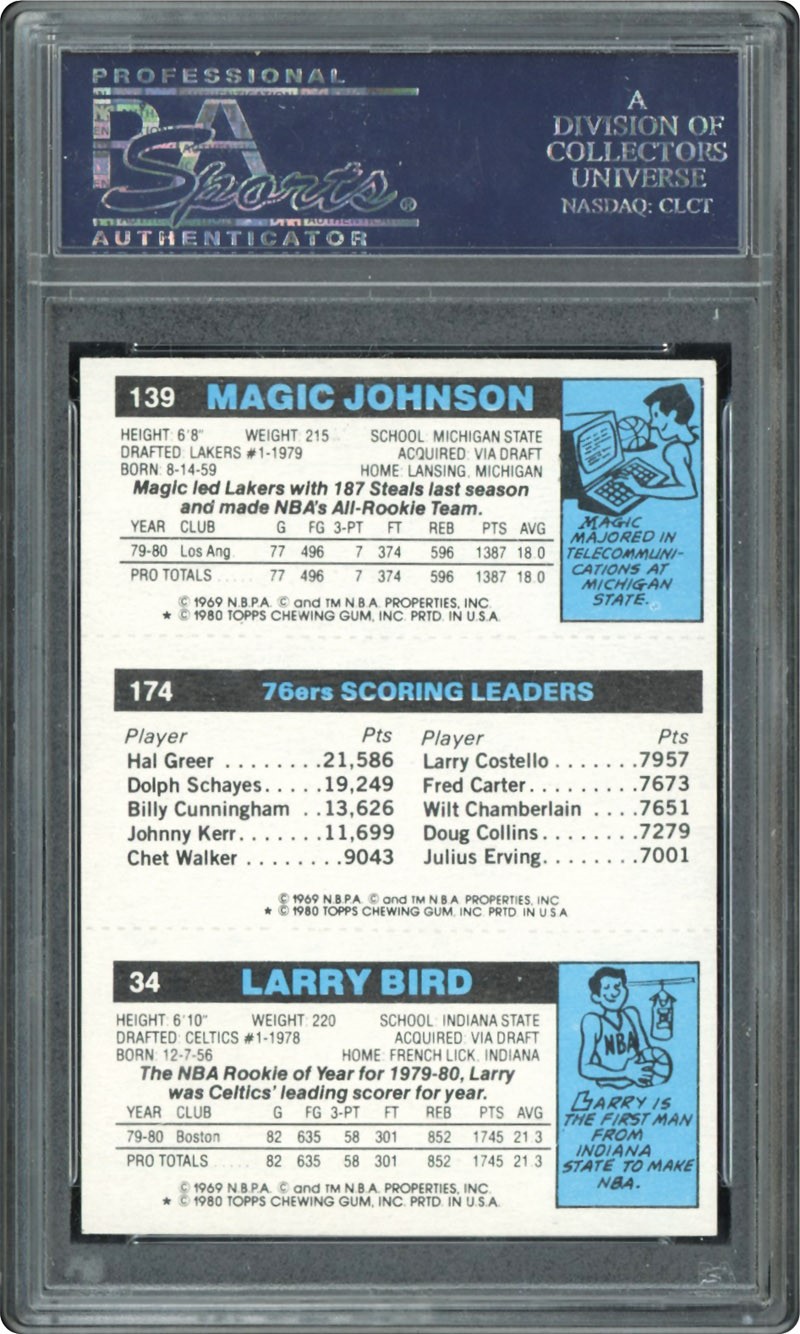 PROFESSIONAL
PSA
Sports®
AUTHENTICATOR
A
DIVISION OF
COLLECTORS
UNIVERSE
NASDAQ: CLCT
139 MAGIC JOHNSON
HEIGHT: 6'8" WEIGHT: 215 SCHOOL: MICHIGAN STATE
DRAFTED: LAKERS #1-1979 ACQUIRED: VIA DRAFT
BORN: 8-14-59 HOME: LANSING, MICHIGAN
Magic led Lakers with 187 Steals last season
and made NBA's All-Rookie Team.
YEAR CLUB G FG 3-PT FT REB PTS AVG
79-80 Los Ang. 77 496 7 374 596 1387 18.0
PRO TOTALS ..... 77 496 7 374 596 1387 18.0
© 1969 N.B.P.A. © and TM N.B.A. PROPERTIES, INC.
★ © 1980 TOPPS CHEWING GUM, INC. PRTD. IN U.S.A.
MAGIC
MAJORED IN
TELECOMMUNI-
CATIONS AT
MICHIGAN
STATE.
174 76ers SCORING LEADERS
Player Pts Player Pts
Hal Greer ........21,586 Larry Costello .......7957
Dolph Schayes.....19,249 Fred Carter.........7673
Billy Cunningham ..13,626 Wilt Chamberlain ....7651
Johnny Kerr.......11,699 Doug Collins........7279
Chet Walker ........9043 Julius Erving........7001
© 1969 N.B.P.A. © and TM N.B.A. PROPERTIES, INC.
★ © 1980 TOPPS CHEWING GUM, INC. PRTD. IN U.S.A.
34 LARRY BIRD
HEIGHT: 6'10" WEIGHT: 220 SCHOOL: INDIANA STATE
DRAFTED: CELTICS #1-1978 ACQUIRED: VIA DRAFT
BORN: 12-7-56 HOME: FRENCH LICK, INDIANA
The NBA Rookie of Year for 1979-80, Larry
was Celtics' leading scorer for year.
YEAR CLUB G FG 3-PT FT REB PTS AVG
79-80 Boston 82 635 58 301 852 1745 21.3
PRO TOTALS ..... 82 635 58 301 852 1745 21.3
© 1969 N.B.P.A. © and TM N.B.A. PROPERTIES, INC.
★ © 1980 TOPPS CHEWING GUM, INC. PRTD. IN U.S.A.
NBA
LARRY IS
THE FIRST MAN
FROM
INDIANA
STATE TO MAKE
NBA.